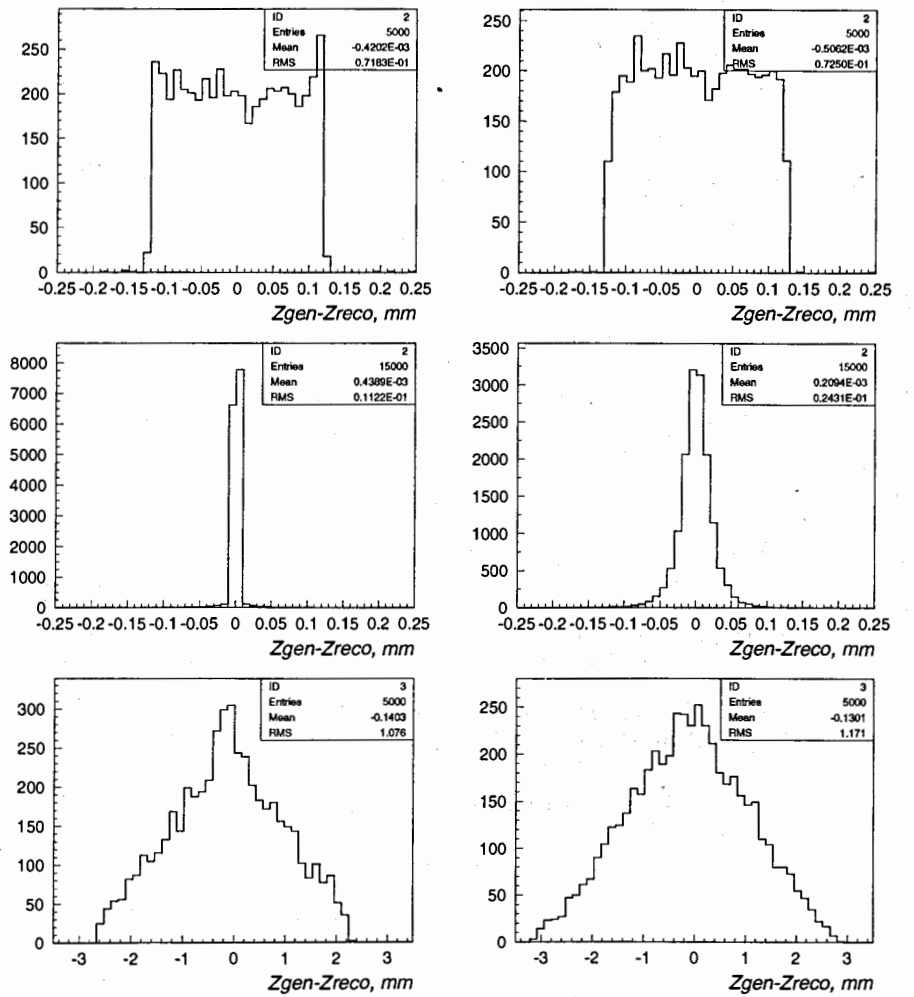 ID 2
Entries 5000
Mean -0.4202E-03
RMS 0.7183E-01
250
200
150
100
50
0
-0.25 -0.2 -0.15 -0.1 -0.05 0 0.05 0.1 0.15 0.2 0.25
Zgen-Zreco, mm
ID 2
Entries 5000
Mean -0.5062E-03
RMS 0.7250E-01
250
200
150
100
50
0
-0.25 -0.2 -0.15 -0.1 -0.05 0 0.05 0.1 0.15 0.2 0.25
Zgen-Zreco, mm
ID 2
Entries 15000
Mean 0.4389E-03
RMS 0.1122E-01
8000
7000
6000
5000
4000
3000
2000
1000
0
-0.25 -0.2 -0.15 -0.1 -0.05 0 0.05 0.1 0.15 0.2 0.25
Zgen-Zreco, mm
ID 2
Entries 15000
Mean 0.2094E-03
RMS 0.2431E-01
3500
3000
2500
2000
1500
1000
500
0
-0.25 -0.2 -0.15 -0.1 -0.05 0 0.05 0.1 0.15 0.2 0.25
Zgen-Zreco, mm
ID 3
Entries 5000
Mean -0.1403
RMS 1.076
300
250
200
150
100
50
0
-3 -2 -1 0 1 2 3
Zgen-Zreco, mm
ID 3
Entries 5000
Mean -0.1301
RMS 1.171
250
200
150
100
50
0
-3 -2 -1 0 1 2 3
Zgen-Zreco, mm